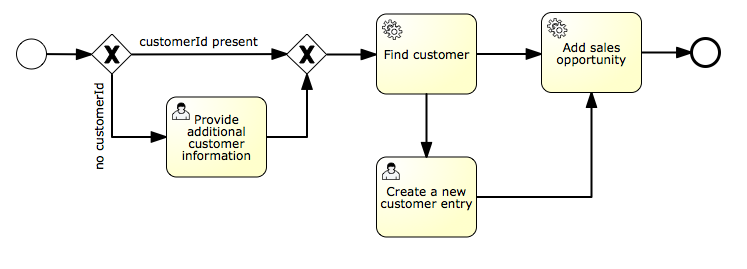 customerId present
no customerId
Provide
additional
customer
information
Find customer
Create a new
customer entry
Add sales
opportunity